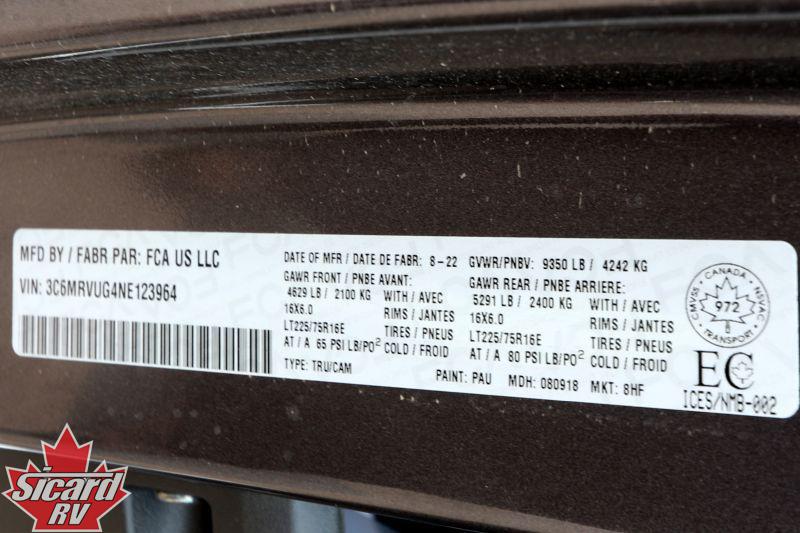 MFD BY / FABR PAR: FCA US LLC
VIN: 3C6MRVUG4NE123964
DATE OF MFR / DATE DE FABR: 8-22 GVWR/PNBV: 9350 LB / 4242 KG
GAWR FRONT / PNBE AVANT:
4629 LB / 2100 KG WITH / AVEC
16X6.0 RIMS / JANTES
LT225/75R16E TIRES / PNEUS
AT / A 65 PSI LB/PO² COLD / FROID
GAWR REAR / PNBE ARRIERE:
5291 LB / 2400 KG WITH / AVEC
16X6.0 RIMS / JANTES
LT225/75R16E TIRES / PNEUS
AT / A 80 PSI LB/PO² COLD / FROID
TYPE: TRU/CAM PAINT: PAU MDH: 080918 MKT: 8HF
CANADA
CMVSS 972 NSVAC
TRANSPORT
EC
ICES/NMB-002
Sicard
RV